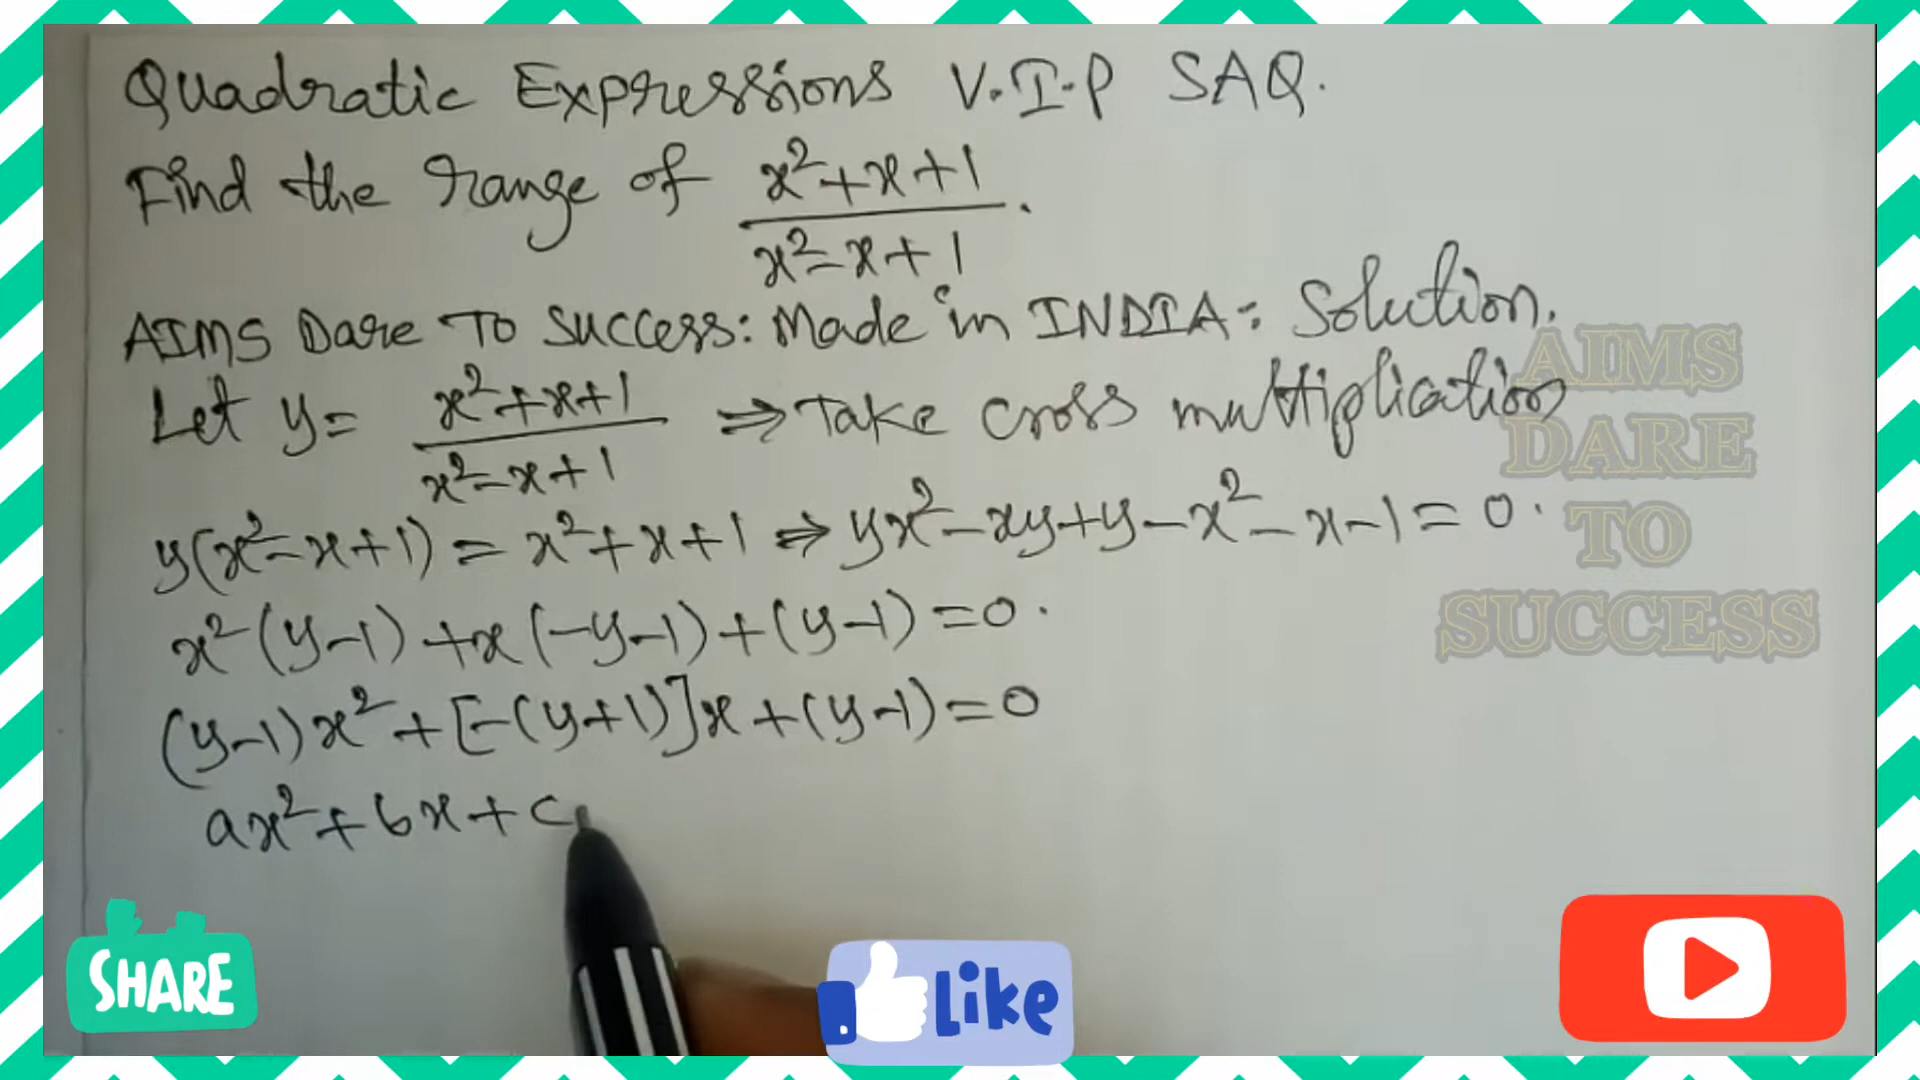 Quadratic Expressions V.I.P SAQ.
Find the range of x²+x+1 / x²-x+1.
AIMS Dare To Success: Made in INDIA: Solution.
Let y = x²+x+1 / x²-x+1 ⇒ Take cross multiplication
y(x²-x+1) = x²+x+1 ⇒ yx²-xy+y-x²-x-1=0.
x²(y-1)+x(-y-1)+(y-1)=0.
(y-1)x²+[-(y+1)]x+(y-1)=0
ax²+bx+c
AIMS
DARE
TO
SUCCESS
SHARE
Like